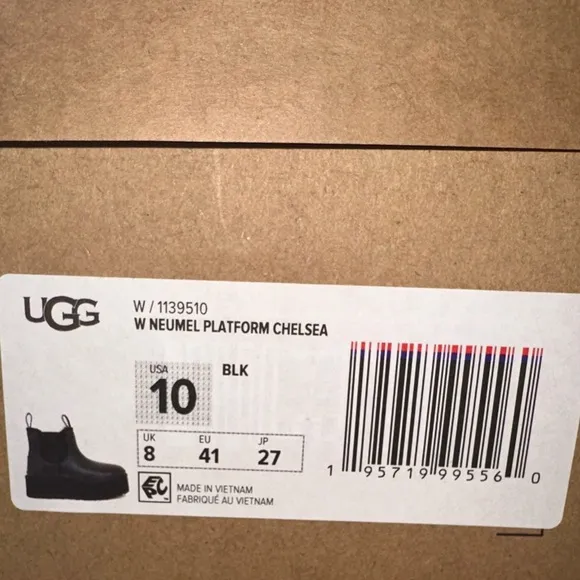 UGG
W / 1139510
W NEUMEL PLATFORM CHELSEA
USA
10
BLK
UK EU JP
8 41 27
MADE IN VIETNAM
FABRIQUÉ AU VIETNAM
1 95719 99556 0